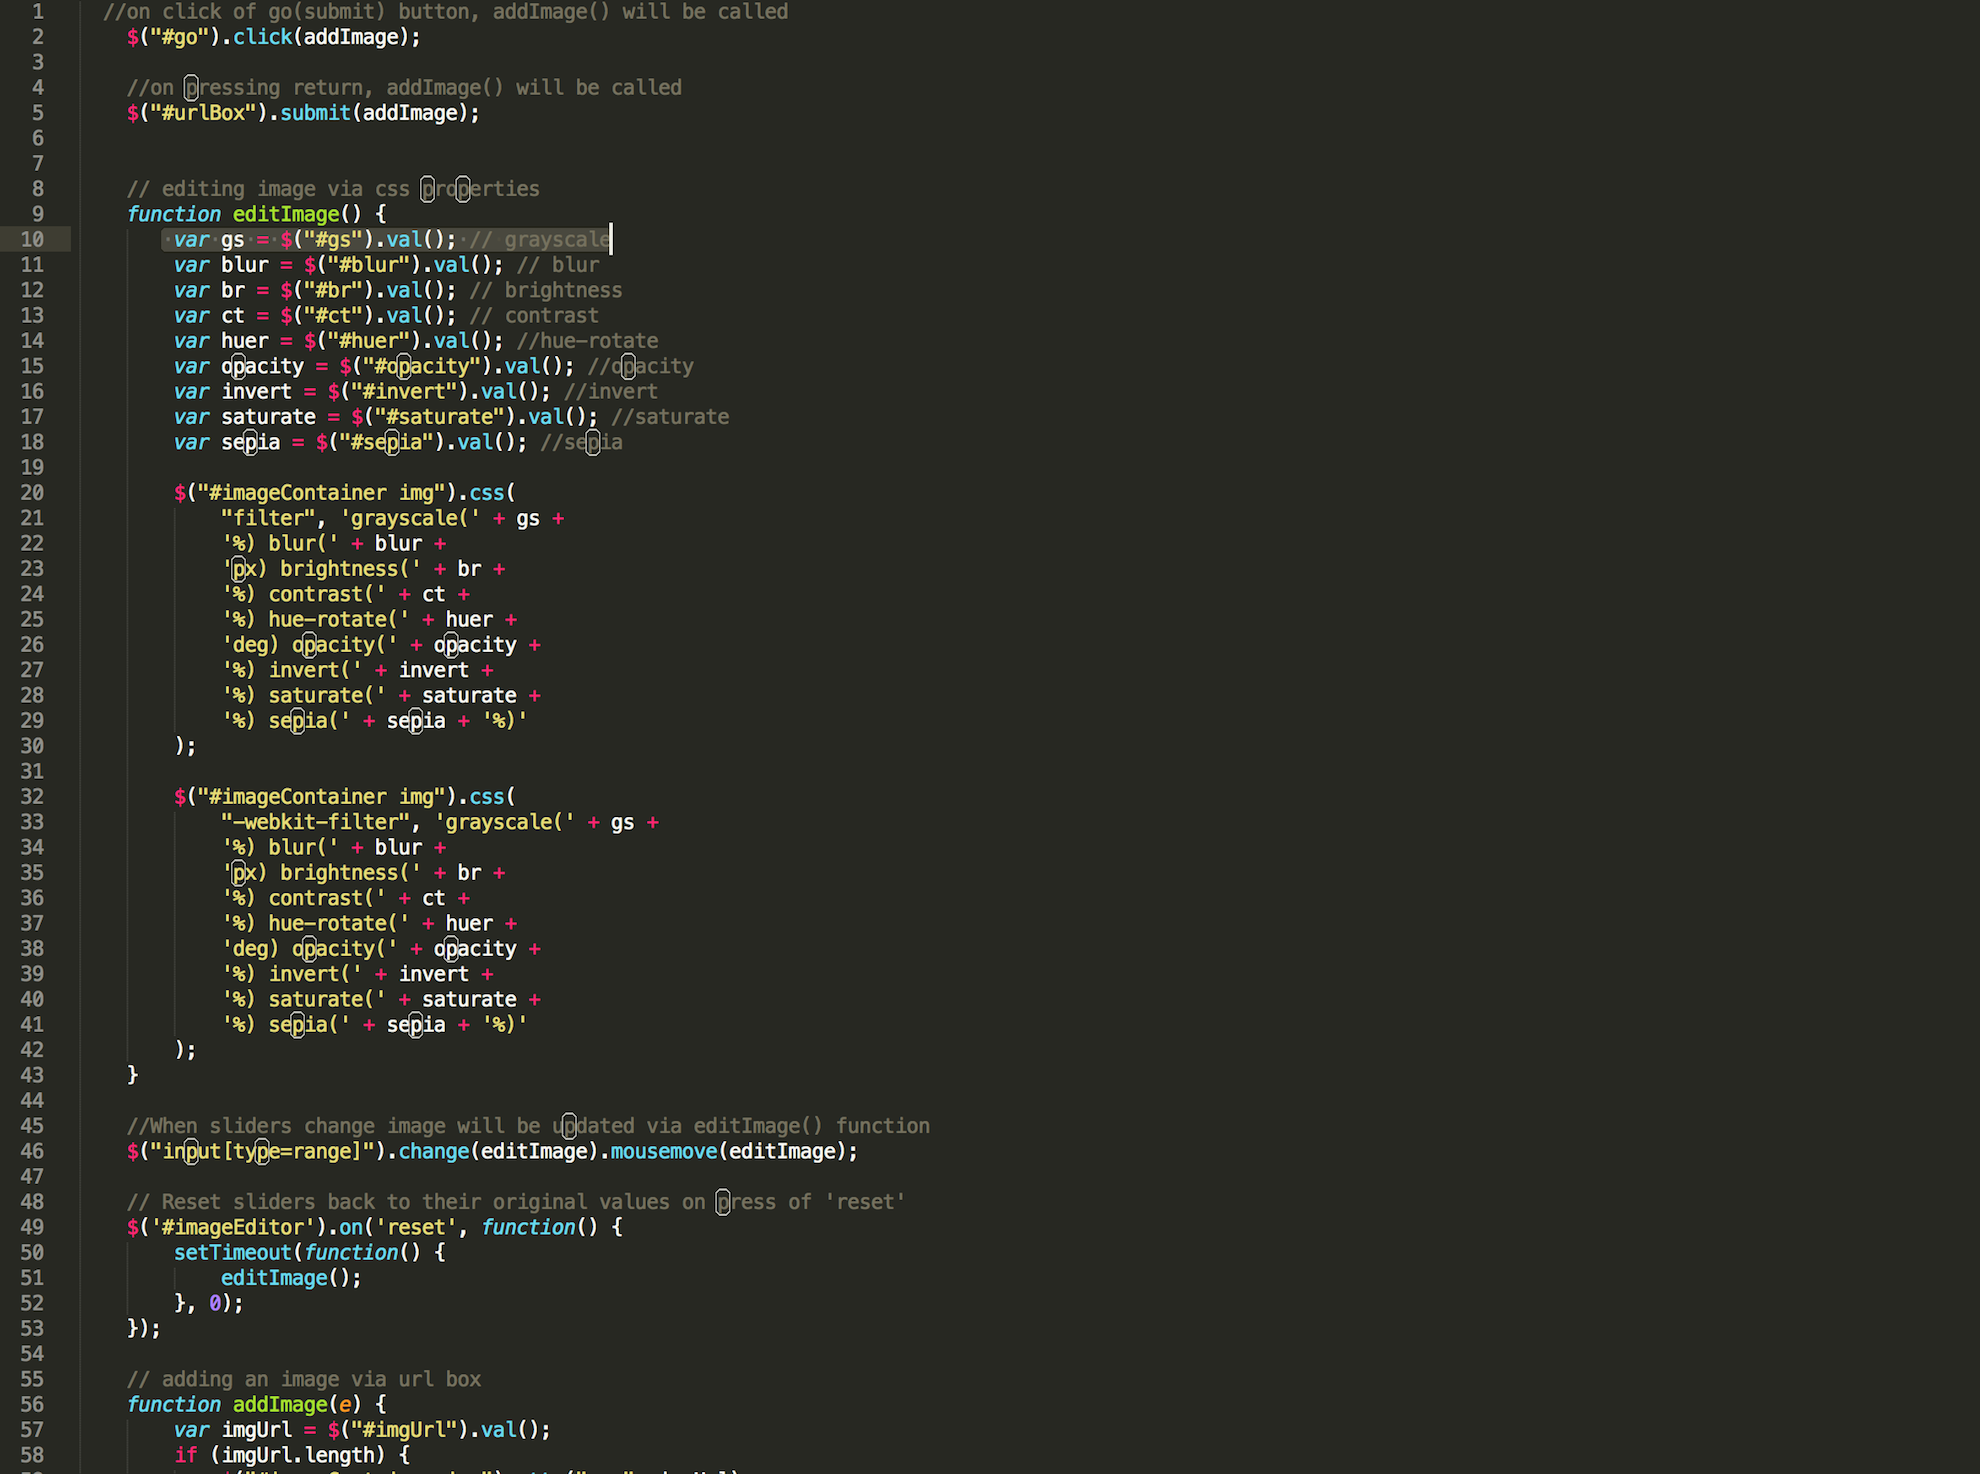 1 //on click of go(submit) button, addImage() will be called
2 $("#go").click(addImage);
3
4 //on pressing return, addImage() will be called
5 $("#urlBox").submit(addImage);
6
7
8 // editing image via css properties
9 function editImage() {
10 var gs = $("#gs").val(); // grayscale
11 var blur = $("#blur").val(); // blur
12 var br = $("#br").val(); // brightness
13 var ct = $("#ct").val(); // contrast
14 var huer = $("#huer").val(); //hue-rotate
15 var opacity = $("#opacity").val(); //opacity
16 var invert = $("#invert").val(); //invert
17 var saturate = $("#saturate").val(); //saturate
18 var sepia = $("#sepia").val(); //sepia
19
20 $("#imageContainer img").css(
21 "filter", 'grayscale(' + gs +
22 '%) blur(' + blur +
23 'px) brightness(' + br +
24 '%) contrast(' + ct +
25 '%) hue-rotate(' + huer +
26 'deg) opacity(' + opacity +
27 '%) invert(' + invert +
28 '%) saturate(' + saturate +
29 '%) sepia(' + sepia + '%)'
30 );
31
32 $("#imageContainer img").css(
33 "-webkit-filter", 'grayscale(' + gs +
34 '%) blur(' + blur +
35 'px) brightness(' + br +
36 '%) contrast(' + ct +
37 '%) hue-rotate(' + huer +
38 'deg) opacity(' + opacity +
39 '%) invert(' + invert +
40 '%) saturate(' + saturate +
41 '%) sepia(' + sepia + '%)'
42 );
43 }
44
45 //When sliders change image will be updated via editImage() function
46 $("input[type=range]").change(editImage).mousemove(editImage);
47
48 // Reset sliders back to their original values on press of 'reset'
49 $('#imageEditor').on('reset', function() {
50 setTimeout(function() {
51 editImage();
52 }, 0);
53 });
54
55 // adding an image via url box
56 function addImage(e) {
57 var imgUrl = $("#imgUrl").val();
58 if (imgUrl.length) {